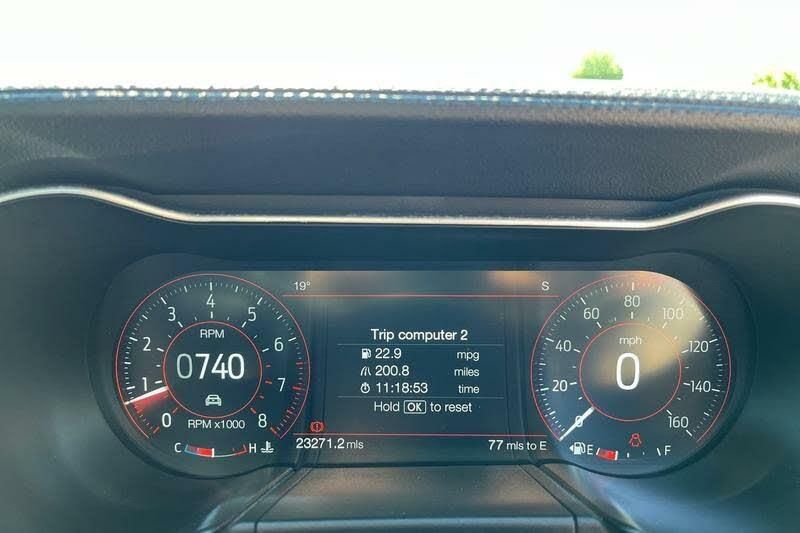 19° S
Trip computer 2
22.9 mpg
200.8 miles
11:18:53 time
Hold OK to reset
23271.2 mls 77 mls to E
0 1 2 3 4 5 6 7 8
RPM
0740
RPM x1000
C H
0 20 40 60 80 100 120 140 160
mph
0
E F